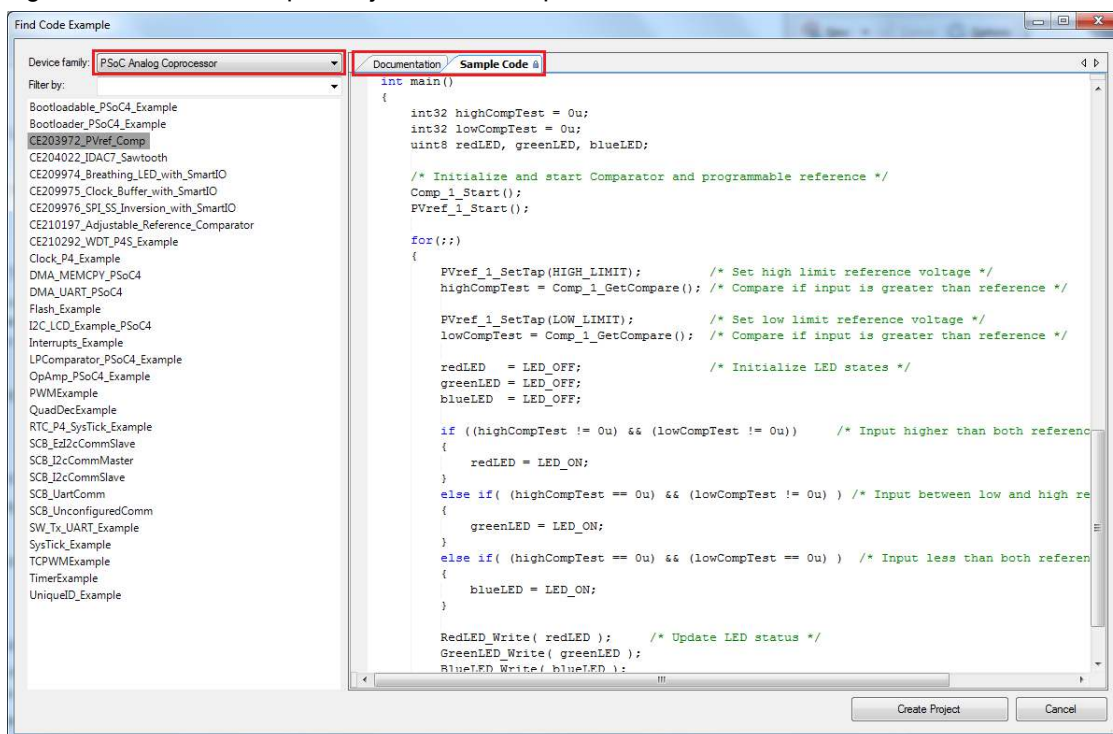 Find Code Example
Device family: PSoC Analog Coprocessor
Filter by:
Bootloadable_PSoC4_Example
Bootloader_PSoC4_Example
CE203972_PVref_Comp
CE204022_IDAC7_Sawtooth
CE209974_Breathing_LED_with_SmartIO
CE209975_Clock_Buffer_with_SmartIO
CE209976_SPI_SS_Inversion_with_SmartIO
CE210197_Adjustable_Reference_Comparator
CE210292_WDT_P4S_Example
Clock_P4_Example
DMA_MEMCPY_PSoC4
DMA_UART_PSoC4
Flash_Example
I2C_LCD_Example_PSoC4
Interrupts_Example
LPComparator_PSoC4_Example
OpAmp_PSoC4_Example
PWMExample
QuadDecExample
RTC_P4_SysTick_Example
SCB_EzI2cCommSlave
SCB_I2cCommMaster
SCB_I2cCommSlave
SCB_UartComm
SCB_UnconfiguredComm
SW_Tx_UART_Example
SysTick_Example
TCPWMExample
TimerExample
UniqueID_Example
Documentation Sample Code
int main()
{
int32 highCompTest = 0u;
int32 lowCompTest = 0u;
uint8 redLED, greenLED, blueLED;
/* Initialize and start Comparator and programmable reference */
Comp_1_Start();
PVref_1_Start();
for(;;)
{
PVref_1_SetTap(HIGH_LIMIT); /* Set high limit reference voltage */
highCompTest = Comp_1_GetCompare(); /* Compare if input is greater than reference */
PVref_1_SetTap(LOW_LIMIT); /* Set low limit reference voltage */
lowCompTest = Comp_1_GetCompare(); /* Compare if input is greater than reference */
redLED = LED_OFF; /* Initialize LED states */
greenLED = LED_OFF;
blueLED = LED_OFF;
if ((highCompTest != 0u) && (lowCompTest != 0u)) /* Input higher than both referenc
{
redLED = LED_ON;
}
else if( (highCompTest == 0u) && (lowCompTest != 0u) ) /* Input between low and high re
{
greenLED = LED_ON;
}
else if( (highCompTest == 0u) && (lowCompTest == 0u) ) /* Input less than both referen
{
blueLED = LED_ON;
}
RedLED_Write( redLED ); /* Update LED status */
GreenLED_Write( greenLED );
BlueLED_Write( blueLED );
Create Project Cancel